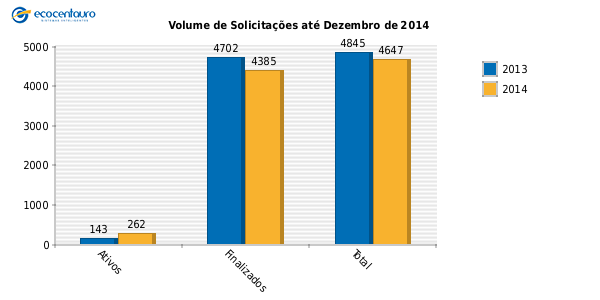 ecocentauro
Volume de Solicitações até Dezembro de 2014
5000
4000
3000
2000
1000
0
143
262
4702
4385
4845
4647
Ativos
Finalizados
Total
2013
2014